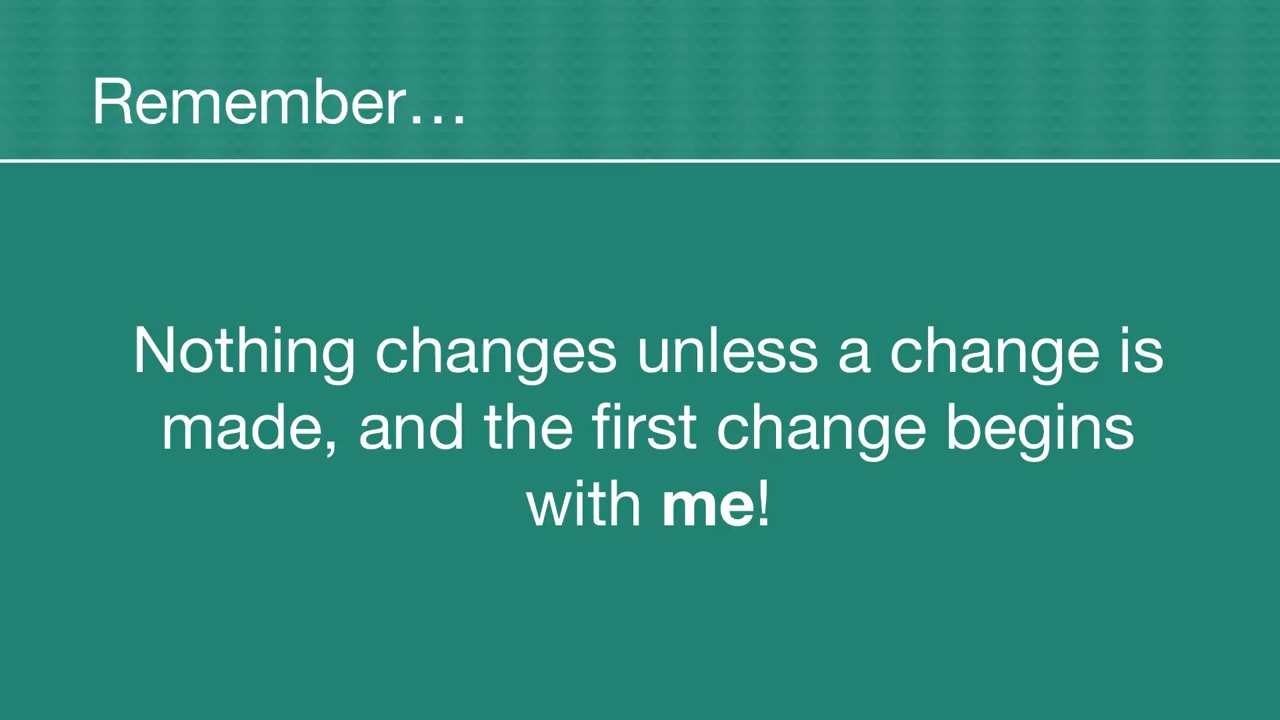 Remember…
Nothing changes unless a change is
made, and the first change begins
with me!